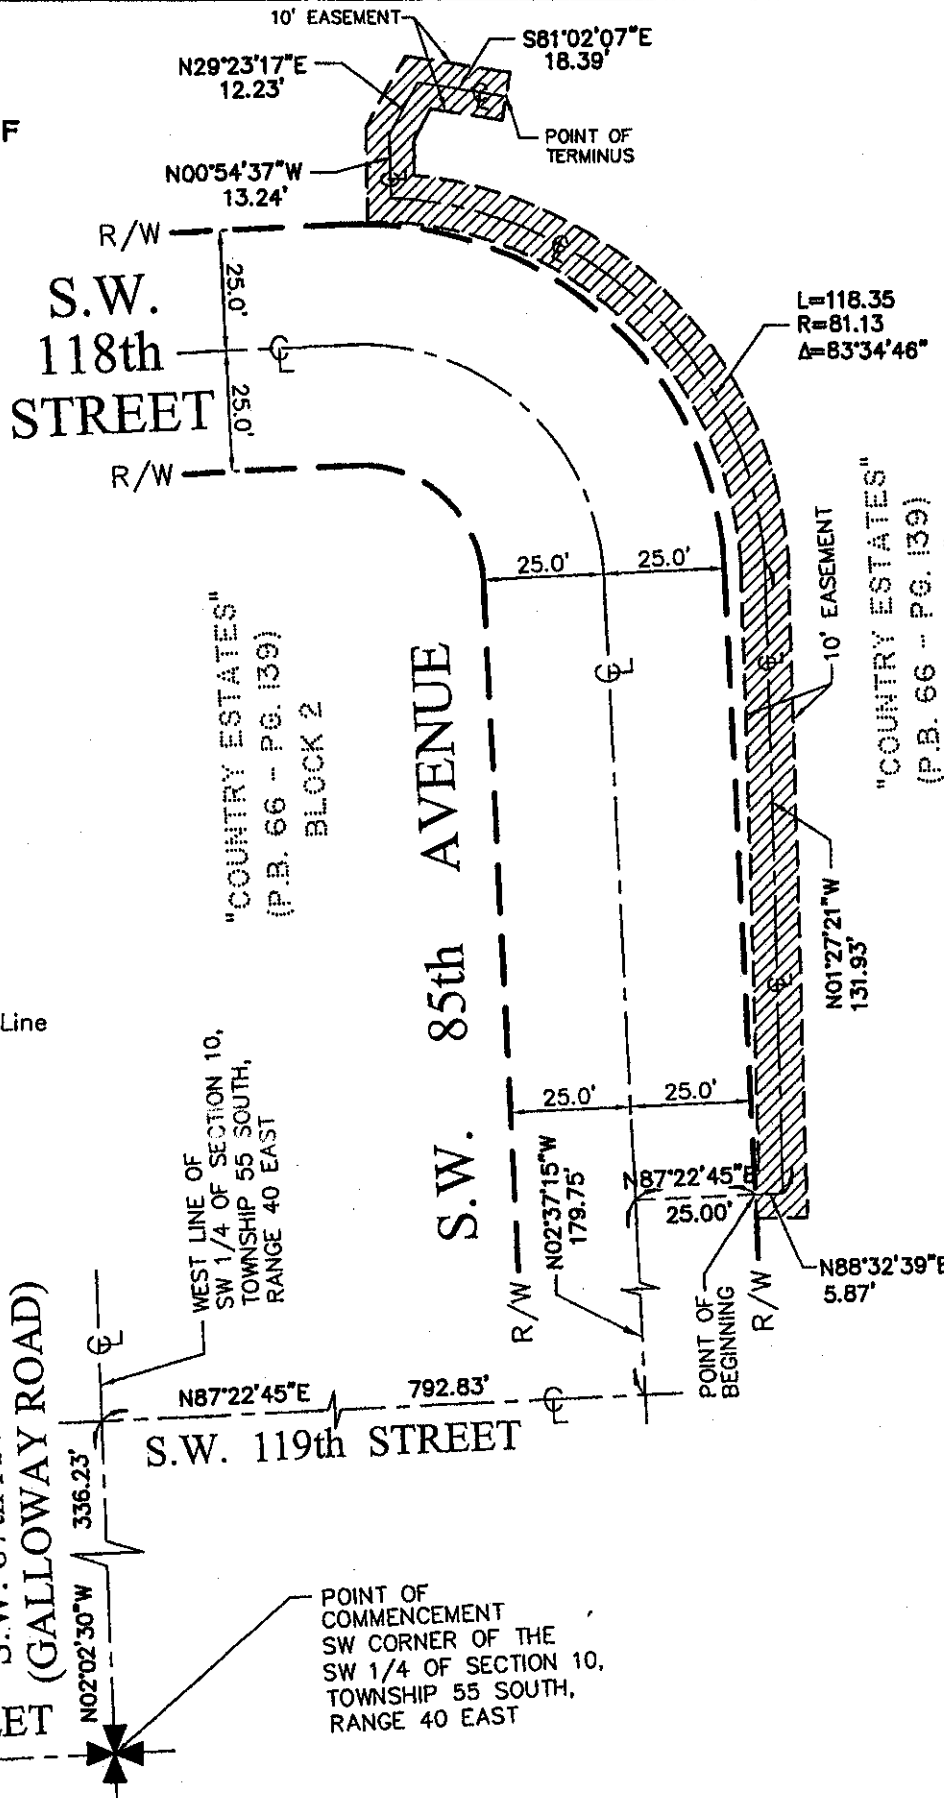 10' EASEMENT
S81°02'07"E
18.39'
N29°23'17"E
12.23'
F
POINT OF
TERMINUS
N00°54'37"W
13.24'
R/W
25.0'
S.W.
118th
STREET
℄
25.0'
R/W
℄
℄
℄
L=118.35
R=81.13
Δ=83°34'46"
25.0'
25.0'
"COUNTRY ESTATES"
(P.B. 66 - PG. 139)
BLOCK 2
S.W. 85th AVENUE
℄
℄
10' EASEMENT
"COUNTRY ESTATES"
(P.B. 66 - PG. 139)
N01°27'21"W
131.93'
℄
Line
WEST LINE OF
SW 1/4 OF SECTION 10,
TOWNSHIP 55 SOUTH,
RANGE 40 EAST
25.0'
25.0'
N02°37'15"W
179.75'
N87°22'45"E
25.00'
N88°32'39"E
5.87'
R/W
POINT OF
BEGINNING
R/W
℄
N87°22'45"E
792.83'
℄
S.W. 119th STREET
(GALLOWAY ROAD)
336.23'
N02°02'30"W
POINT OF
COMMENCEMENT
SW CORNER OF THE
SW 1/4 OF SECTION 10,
TOWNSHIP 55 SOUTH,
RANGE 40 EAST